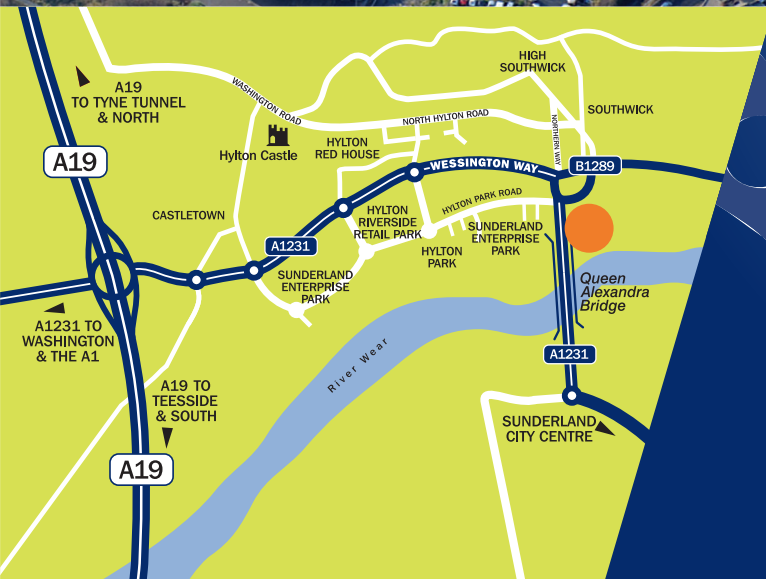 HIGH
SOUTHWICK
A19
TO TYNE TUNNEL
& NORTH
WASHINGTON ROAD
NORTH HYLTON ROAD
NORTHERN WAY
SOUTHWICK
Hylton Castle
HYLTON
RED HOUSE
A19
WESSINGTON WAY
B1289
CASTLETOWN
HYLTON
RIVERSIDE
RETAIL PARK
HYLTON PARK ROAD
A1231
HYLTON
PARK
SUNDERLAND
ENTERPRISE
PARK
SUNDERLAND
ENTERPRISE
PARK
Queen
Alexandra
Bridge
A1231 TO
WASHINGTON
& THE A1
River Wear
A1231
A19 TO
TEESSIDE
& SOUTH
SUNDERLAND
CITY CENTRE
A19